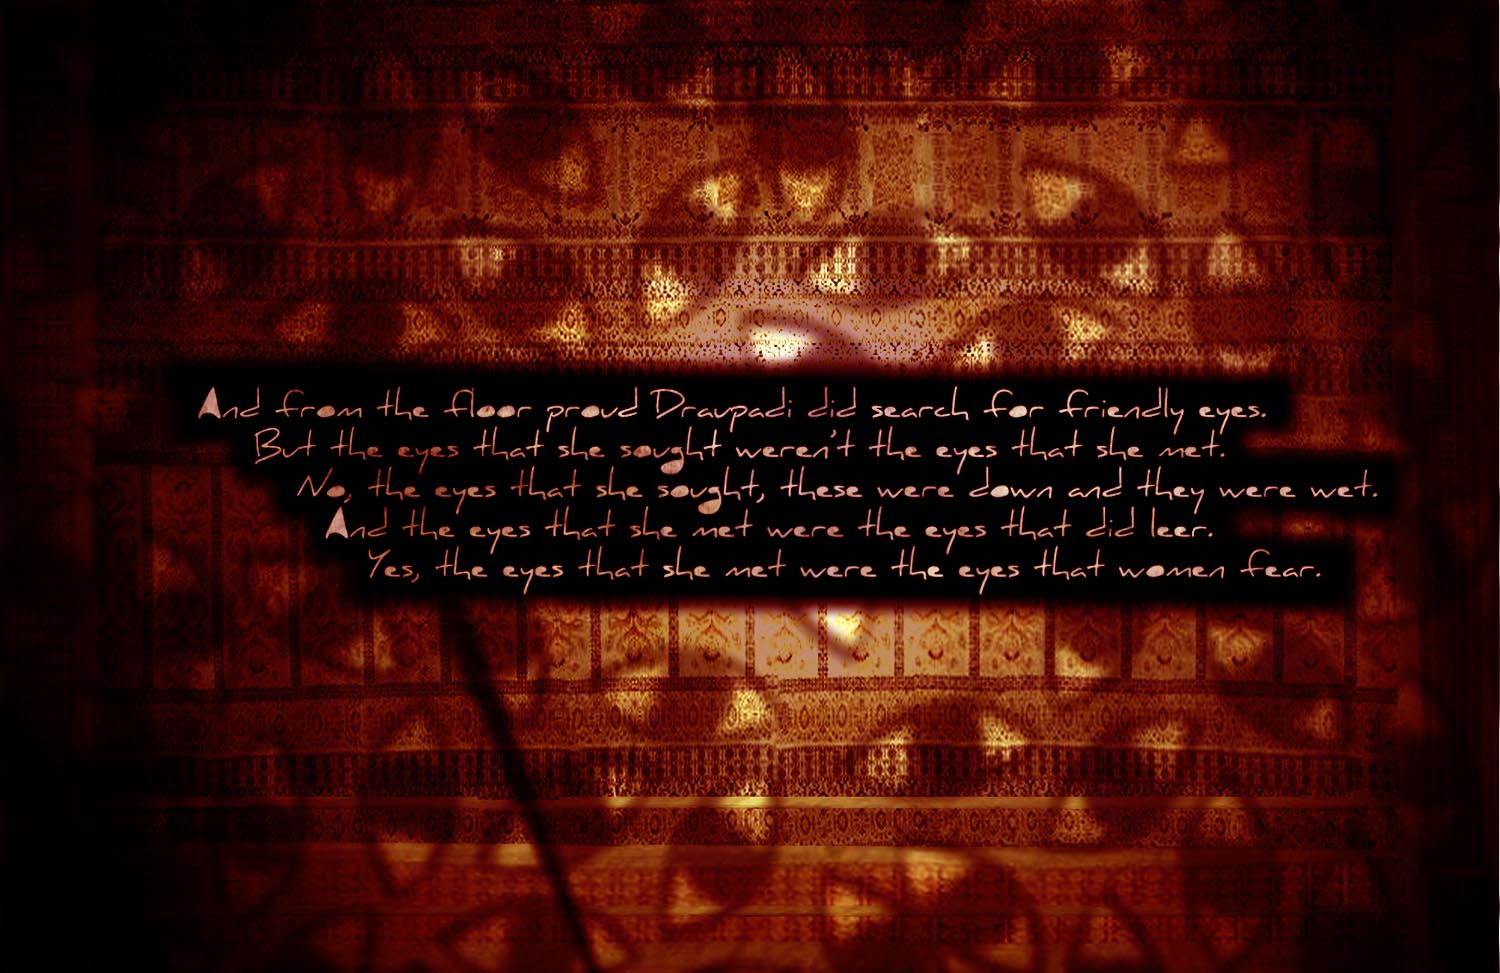 And from the floor proud Draupadi did search for friendly eyes.
But the eyes that she sought weren't the eyes that she met.
No, the eyes that she sought, these were down and they were wet.
And the eyes that she met were the eyes that did leer.
Yes, the eyes that she met were the eyes that women fear.